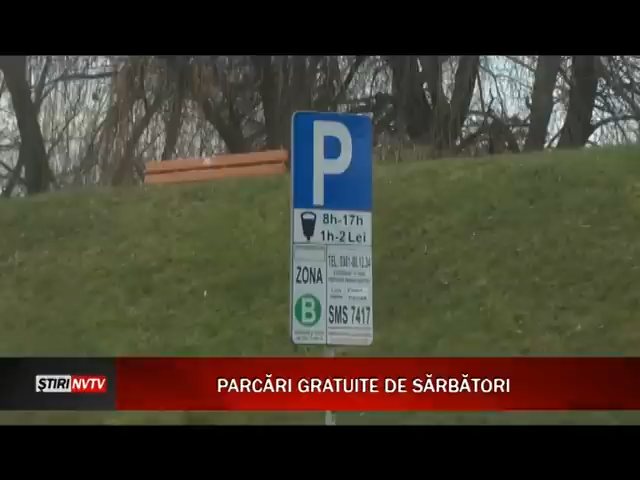 P
8h-17h
1h-2 Lei
ZONA
B
SMS 7417
ȘTIRI NVTV
PARCĂRI GRATUITE DE SĂRBĂTORI